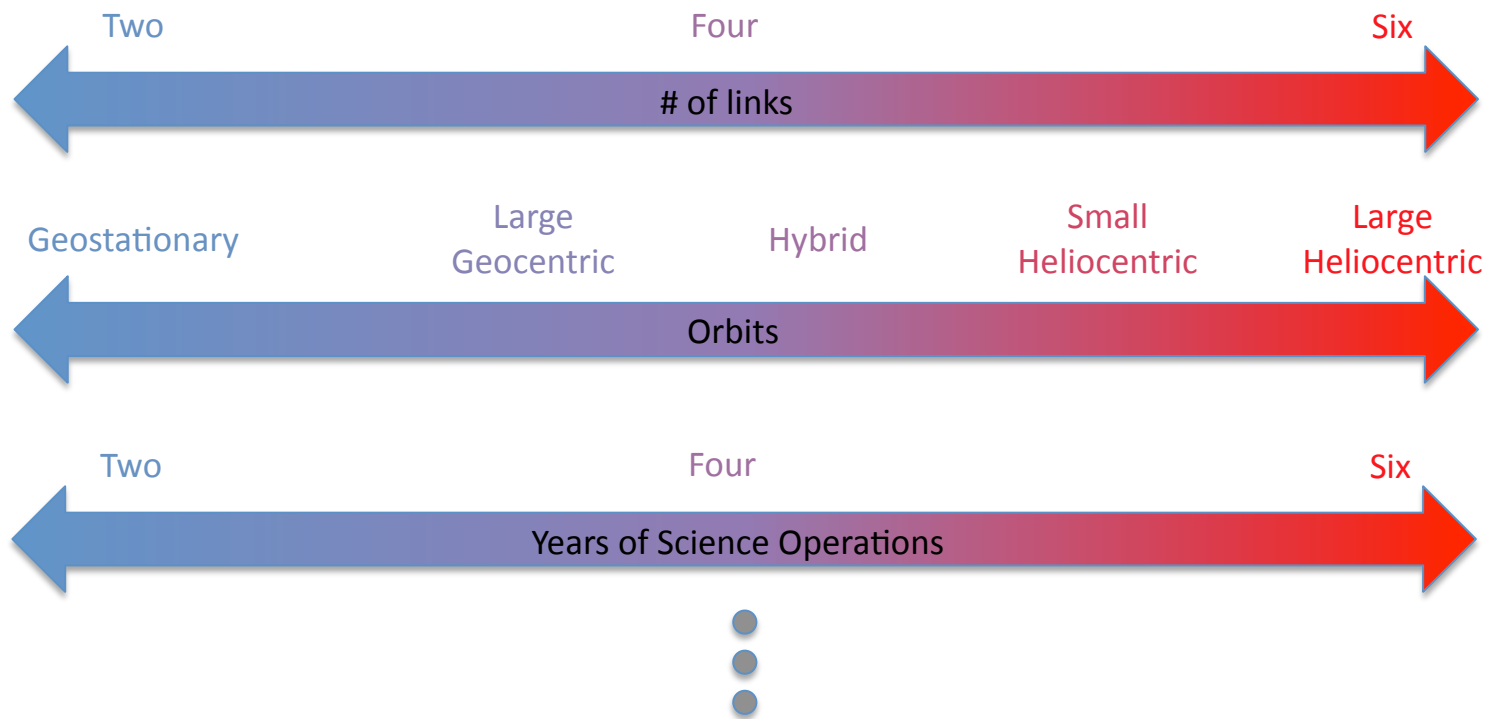 Two Four Six
# of links
Geostationary Large Geocentric Hybrid Small Heliocentric Large Heliocentric
Orbits
Two Four Six
Years of Science Operations